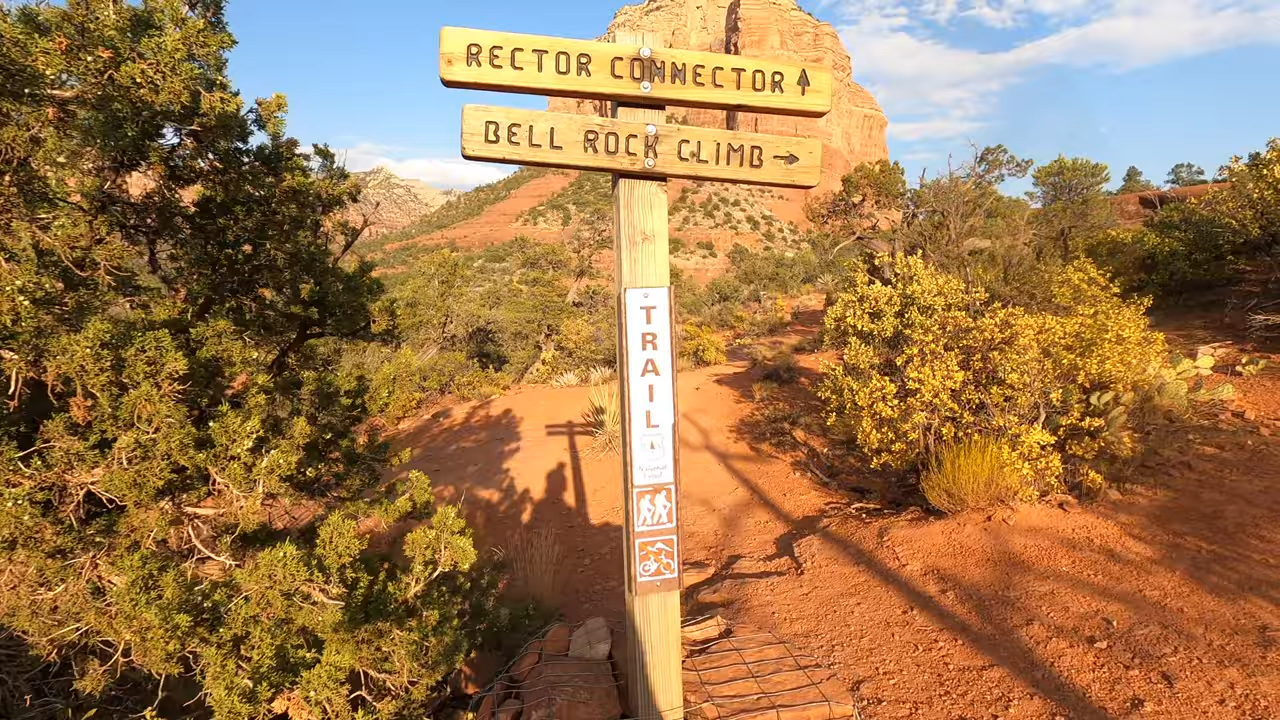 RECTOR CONNECTOR ↑
BELL ROCK CLIMB →
TRAIL